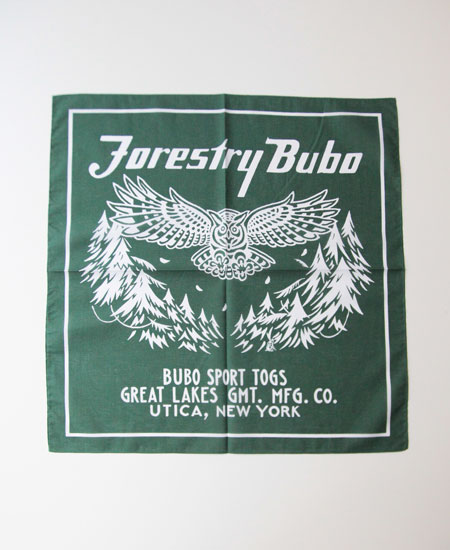 Forestry Bubo
BUBO SPORT TOGS
GREAT LAKES GMT. MFG. CO.
UTICA, NEW YORK